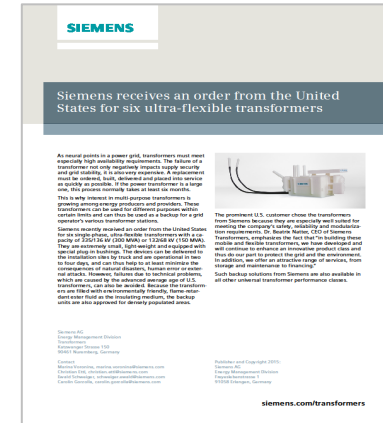 SIEMENS
Siemens receives an order from the United
States for six ultra-flexible transformers
As neural points in a power grid, transformers must meet
especially high availability requirements. The failure of a
transformer not only negatively impacts supply security
and grid stability, it is also very expensive. A replacement
must be ordered, built, delivered and placed into service
as quickly as possible. If the power transformer is a large
one, this process normally takes at least six months.
This is why interest in multi-purpose transformers is
growing among energy producers and providers. These
transformers can be used for different purposes within
certain limits and can thus be used as a backup for a grid
operator's various transformer stations.
Siemens recently received an order from the United States
for six single-phase, ultra-flexible transformers with a ca-
pacity of 335/136 kV (300 MVA) or 132/68 kV (150 MVA).
They are extremely small, light-weight and equipped with
special plug-in bushings. The devices can be delivered to
the installation sites by truck and are operational in two
to four days, and can thus help to at least minimize the
consequences of natural disasters, human error or exter-
nal attacks. However, failures due to technical problems,
which are caused by the advanced average age of U.S.
transformers, can also be avoided. Because the transform-
ers are filled with environmentally friendly, flame-retar-
dant ester fluid as the insulating medium, the backup
units are also approved for densely populated areas.
The prominent U.S. customer chose the transformers
from Siemens because they are especially well suited for
meeting the company's safety, reliability and modulariza-
tion requirements. Dr. Beatrix Natter, CEO of Siemens
Transformers, emphasizes the fact that "in building these
mobile and flexible transformers, we have developed and
will continue to enhance an innovative product class and
thus do our part to protect the grid and the environment.
In addition, we offer an attractive range of services, from
storage and maintenance to financing."
Such backup solutions from Siemens are also available in
all other universal transformer performance classes.
Siemens AG
Energy Management Division
Transformers
Katzwanger Strasse 150
90461 Nuremberg, Germany
Contact
Christian Ettl, christian.ettl@siemens.com
Publisher and Copyright 2015:
Siemens AG
Energy Management Division
Freyeslebenstrasse 1
91058 Erlangen, Germany
siemens.com/transformers